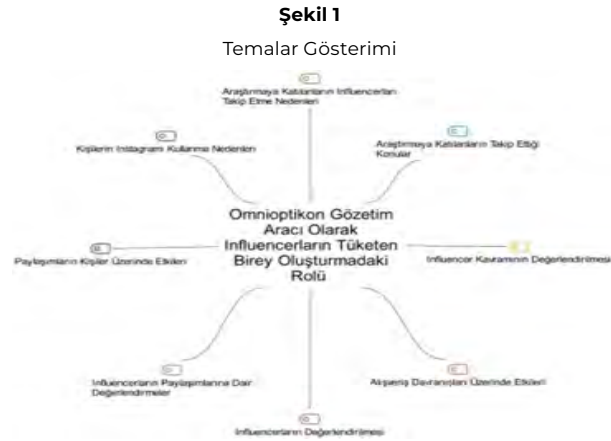 Şekil 1
Temalar Gösterimi
Araştırmaya Katılanların Influencerları
Takip Etme Nedenleri
Kişilerin Instagramı Kullanma Nedenleri
Araştırmaya Katılanların Takip Ettiği
Konular
Omnioptikon Gözetim
Aracı Olarak
Influencerların Tüketen
Birey Oluşturmadaki
Rolü
Paylaşımların Kişiler Üzerinde Etkileri
Influencer Kavramının Değerlendirilmesi
Influencerların Paylaşımlarına Dair
Değerlendirmeler
Alışveriş Davranışları Üzerinde Etkileri
Influencerların Değerlendirilmesi